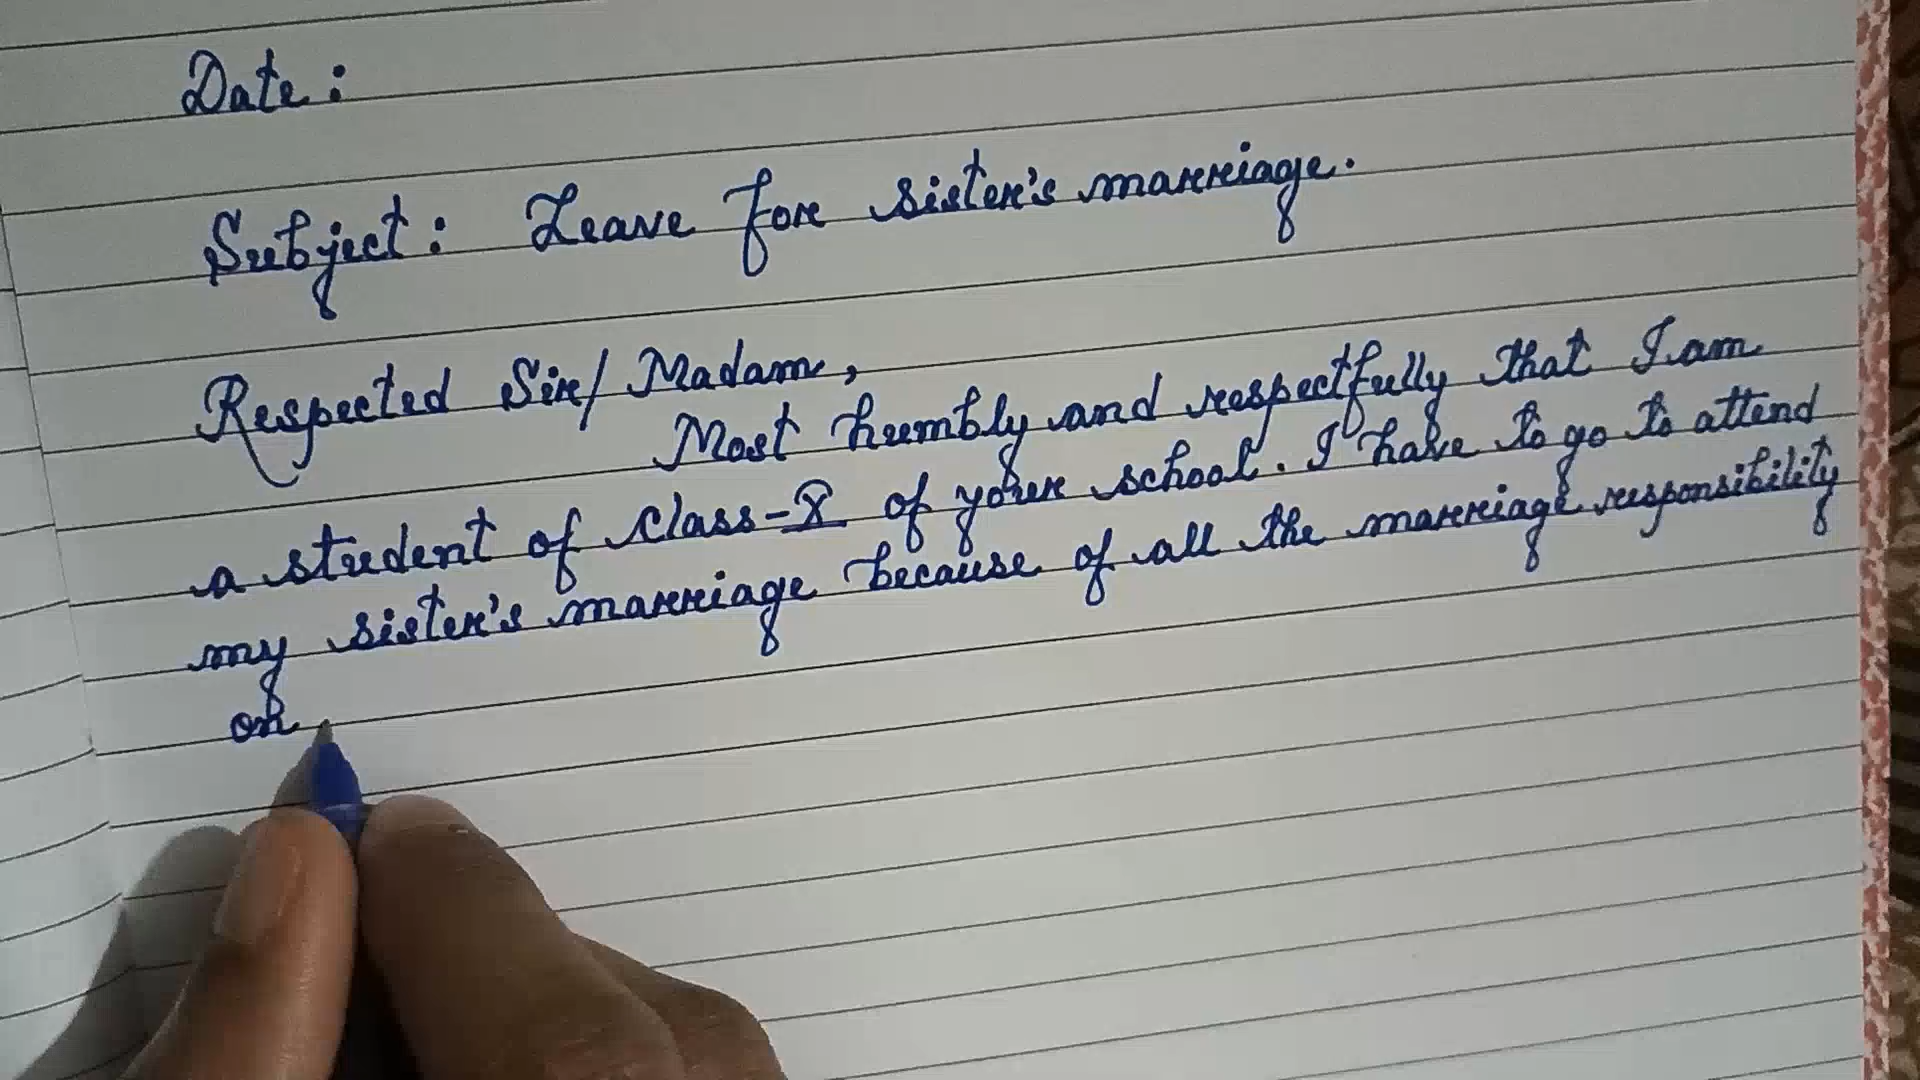 Date :
Subject : Leave for sister's marriage.
Respected Sir/ Madam,
Most humbly and respectfully that I am
a student of class-X of your school. I have to go to attend
my sister's marriage because of all the marriage responsibility
on